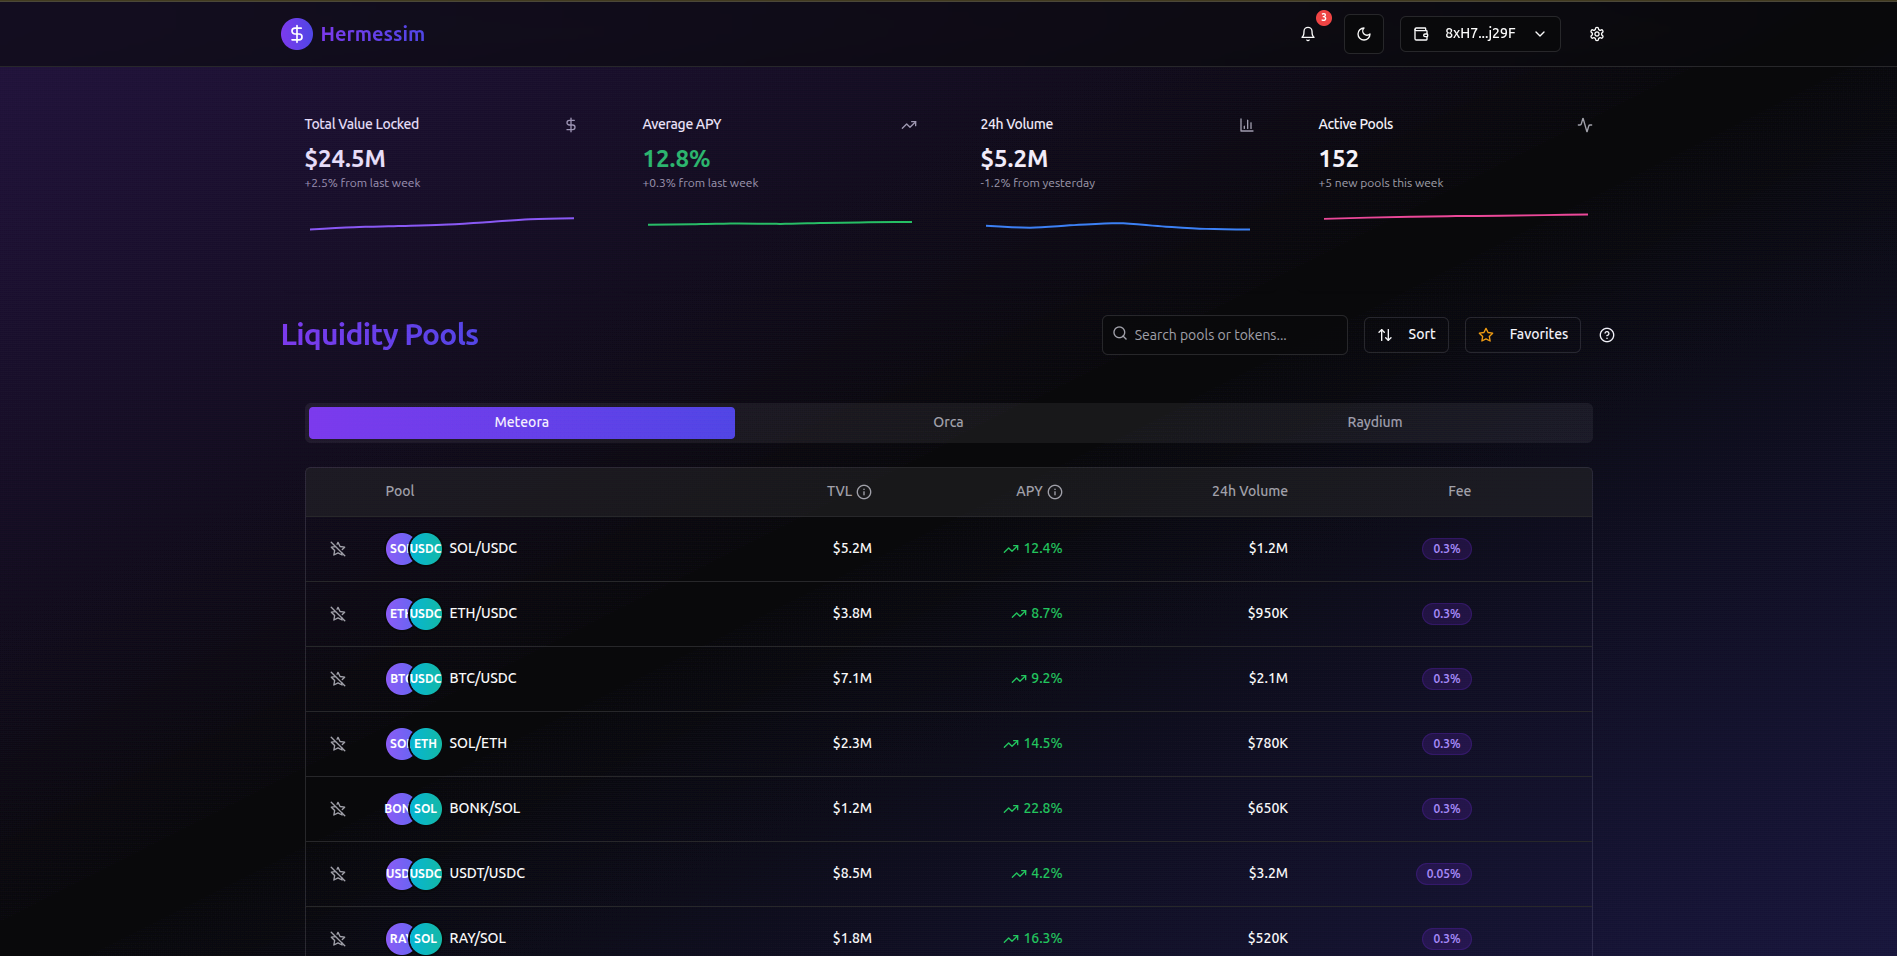 Hermessim
3
8xH7...j29F
Total Value Locked
$24.5M
+2.5% from last week
Average APY
12.8%
+0.3% from last week
24h Volume
$5.2M
-1.2% from yesterday
Active Pools
152
+5 new pools this week
Liquidity Pools
Search pools or tokens...
Sort
Favorites
Meteora Orca Raydium
Pool TVL APY 24h Volume Fee
SOL USDC SOL/USDC $5.2M 12.4% $1.2M 0.3%
ETH USDC ETH/USDC $3.8M 8.7% $950K 0.3%
BTC USDC BTC/USDC $7.1M 9.2% $2.1M 0.3%
SOL ETH SOL/ETH $2.3M 14.5% $780K 0.3%
BON SOL BONK/SOL $1.2M 22.8% $650K 0.3%
USD USDC USDT/USDC $8.5M 4.2% $3.2M 0.05%
RAY SOL RAY/SOL $1.8M 16.3% $520K 0.3%